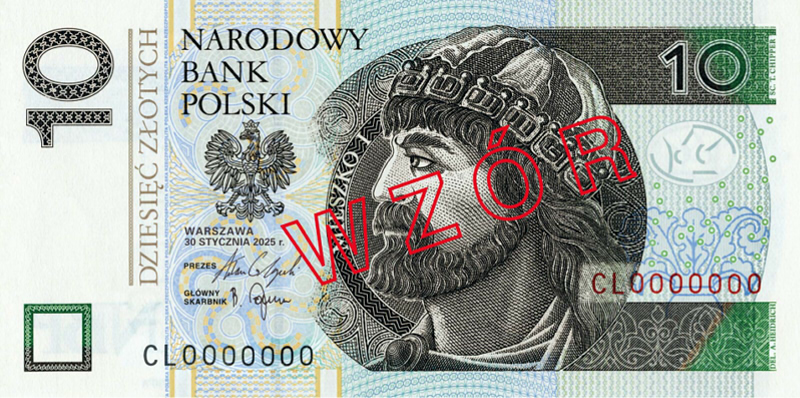 10
DZIESIĘĆ ZŁOTYCH
NARODOWY
BANK
POLSKI
WARSZAWA
30 STYCZNIA 2025 r.
PREZES
GŁÓWNY
SKARBNIK
CL0000000
MIESZKO I
WZÓR
10
SC. T. CHIPPER
CL0000000
DEL. A. HEIDRICH